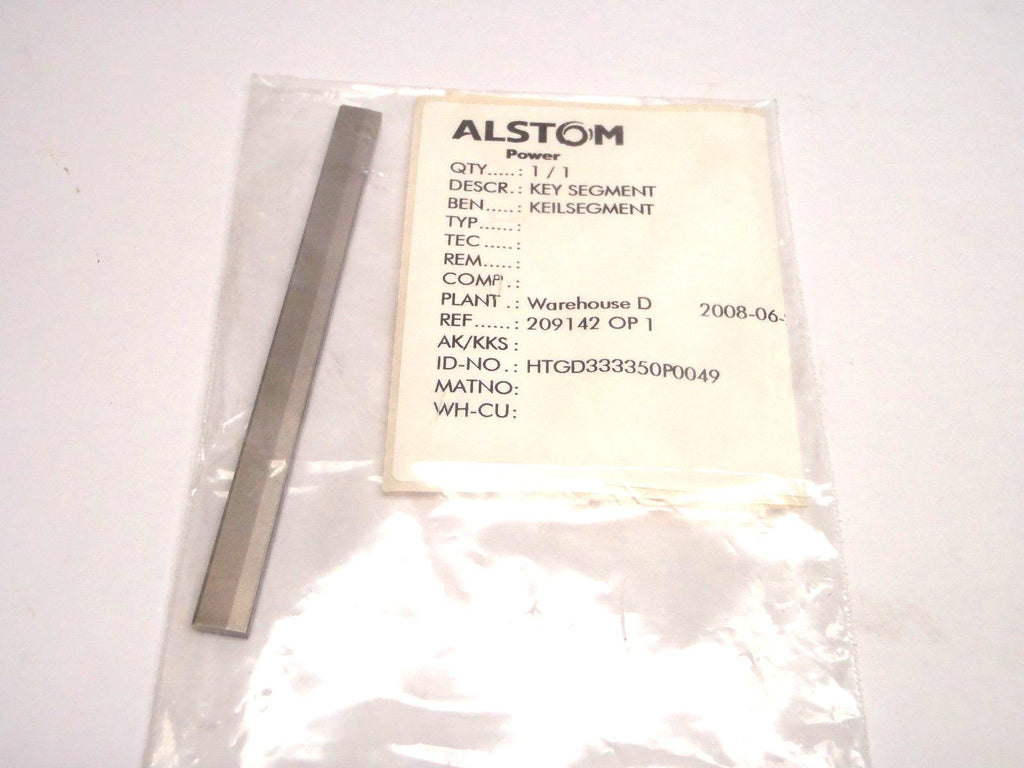 ALSTOM
Power
QTY.....: 1 / 1
DESCR.: KEY SEGMENT
BEN.....: KEILSEGMENT
TYP......:
TEC .....:
REM.....:
COMP .:
PLANT .: Warehouse D 2008-06-
REF......: 209142 OP 1
AK/KKS :
ID-NO.: HTGD333350P0049
MATNO:
WH-CU: